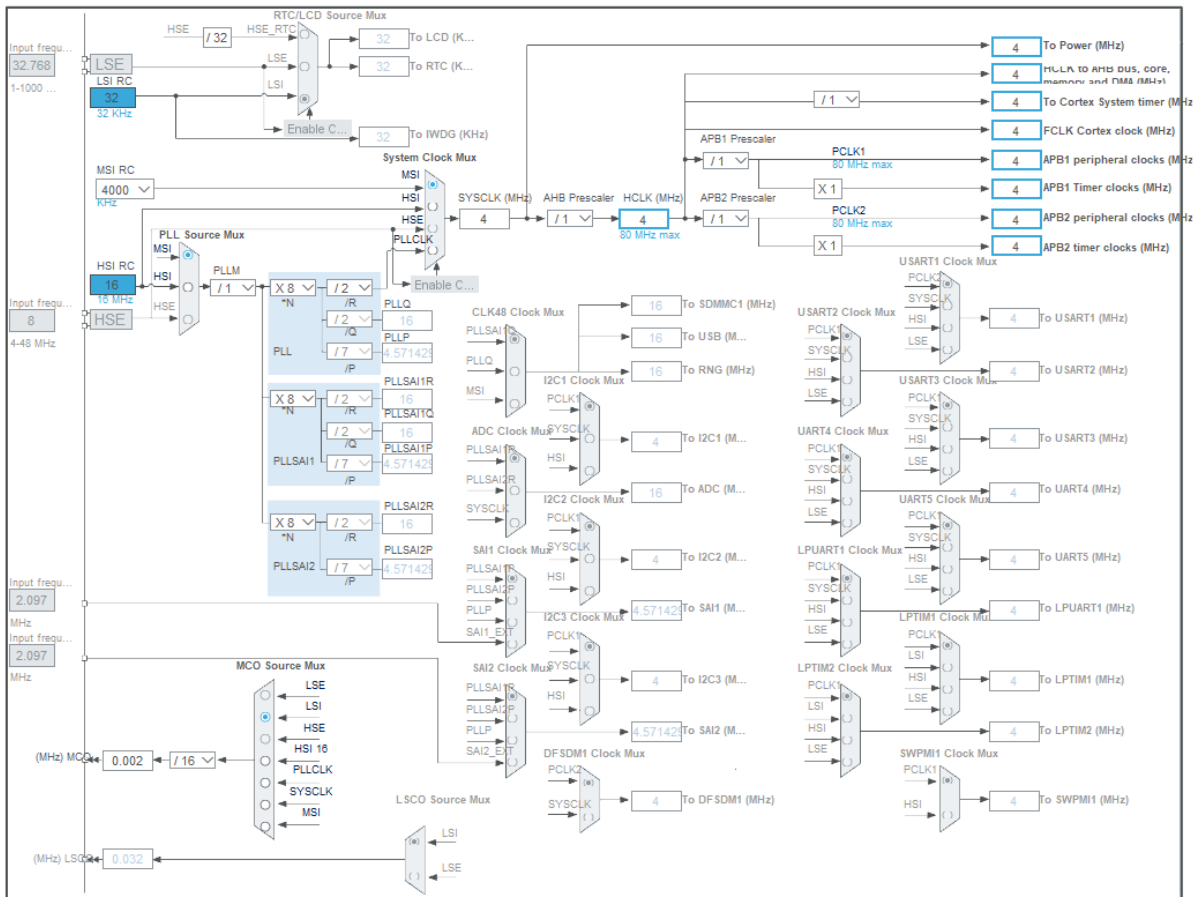 RTC/LCD Source Mux
HSE
/ 32
HSE_RTC
32
To LCD (K...
Input frequ...
32.768
1-1000 ...
LSE
LSE
32
To RTC (K...
LSI RC
32
32 KHz
LSI
Enable C...
32
To IWDG (KHz)
4
To Power (MHz)
4
HCLK to AHB bus, core,
memory and DMA (MHz)
/ 1
4
To Cortex System timer (MHz
4
FCLK Cortex clock (MHz)
APB1 Prescaler
/ 1
PCLK1
80 MHz max
4
APB1 peripheral clocks (MHz)
X 1
4
APB1 Timer clocks (MHz)
System Clock Mux
MSI
HSI
HSE
PLLCLK
Enable C...
MSI RC
4000
KHz
SYSCLK (MHz)
4
AHB Prescaler
/ 1
HCLK (MHz)
4
80 MHz max
APB2 Prescaler
/ 1
PCLK2
80 MHz max
4
APB2 peripheral clocks (MHz)
X 1
4
APB2 timer clocks (MHz)
PLL Source Mux
MSI
HSI RC
16
16 MHz
HSI
HSE
HSE
Input frequ...
8
4-48 MHz
PLLM
/ 1
X 8
*N
/ 2
/R
PLLQ
/ 2
16
/Q
PLLP
PLL
/ 7
4.571429
/P
PLLSAI1R
X 8
*N
/ 2
16
/R
PLLSAI1Q
/ 2
16
/Q
PLLSAI1P
PLLSAI1
/ 7
4.571429
/P
PLLSAI2R
X 8
*N
/ 2
16
/R
PLLSAI2P
PLLSAI2
/ 7
4.571429
/P
CLK48 Clock Mux
PLLSAI1Q
PLLQ
MSI
16
To SDMMC1 (MHz)
16
To USB (M...
16
To RNG (MHz)
I2C1 Clock Mux
PCLK1
SYSCLK
HSI
4
To I2C1 (M...
ADC Clock Mux
PLLSAI1R
PLLSAI2R
SYSCLK
16
To ADC (M...
I2C2 Clock Mux
PCLK1
SYSCLK
HSI
4
To I2C2 (M...
SAI1 Clock Mux
PLLSAI1P
PLLSAI2P
PLLP
SAI1_EXT
4.571429
To SAI1 (M...
I2C3 Clock Mux
PCLK1
SYSCLK
HSI
4
To I2C3 (M...
SAI2 Clock Mux
PLLSAI1P
PLLSAI2P
PLLP
SAI2_EXT
4.571429
To SAI2 (M...
DFSDM1 Clock Mux
PCLK2
SYSCLK
4
To DFSDM1 (MHz)
USART1 Clock Mux
PCLK2
SYSCLK
HSI
LSE
4
To USART1 (MHz)
USART2 Clock Mux
PCLK1
SYSCLK
HSI
LSE
4
To USART2 (MHz)
USART3 Clock Mux
PCLK1
SYSCLK
HSI
LSE
4
To USART3 (MHz)
UART4 Clock Mux
PCLK1
SYSCLK
HSI
LSE
4
To UART4 (MHz)
UART5 Clock Mux
PCLK1
SYSCLK
HSI
LSE
4
To UART5 (MHz)
LPUART1 Clock Mux
PCLK1
SYSCLK
HSI
LSE
4
To LPUART1 (MHz)
LPTIM1 Clock Mux
PCLK1
LSI
HSI
LSE
4
To LPTIM1 (MHz)
LPTIM2 Clock Mux
PCLK1
LSI
HSI
LSE
4
To LPTIM2 (MHz)
SWPMI1 Clock Mux
PCLK1
HSI
4
To SWPMI1 (MHz)
Input frequ...
2.097
MHz
Input frequ...
2.097
MHz
MCO Source Mux
LSE
LSI
HSE
HSI 16
PLLCLK
SYSCLK
MSI
(MHz) MCO
0.002
/ 16
LSCO Source Mux
LSI
LSE
(MHz) LSCO
0.032